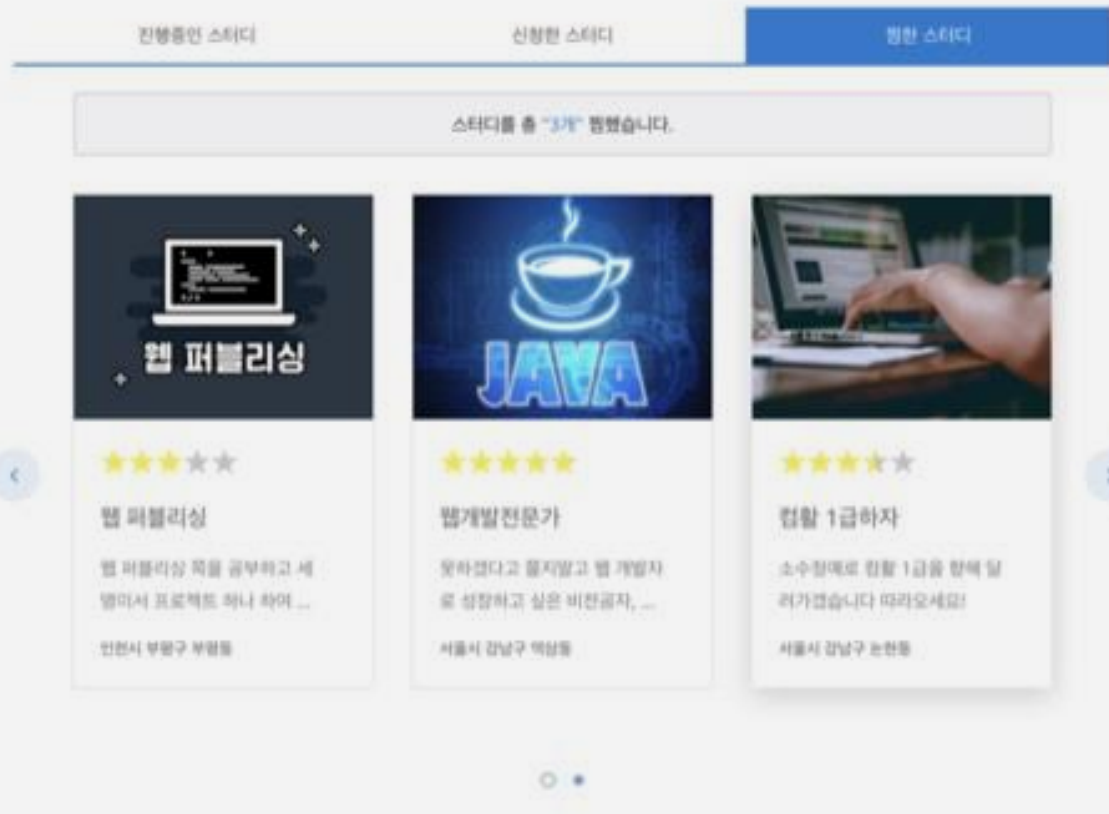 진행중인 스터디
신청한 스터디
찜한 스터디
스터디를 총 "3개" 찜했습니다.
웹 퍼블리싱
JAVA
웹 퍼블리싱
웹 퍼블리싱 쪽을 공부하고 세
명이서 프로젝트 하나 하여 ...
인천시 부평구 부평동
웹개발전문가
못하겠다고 묻지말고 웹 개발자
로 성장하고 싶은 비전공자, ...
서울시 강남구 역삼동
컴활 1급하자
소수정예로 컴활 1급을 향해 달
려가겠습니다 따라오세요!
서울시 강남구 논현동